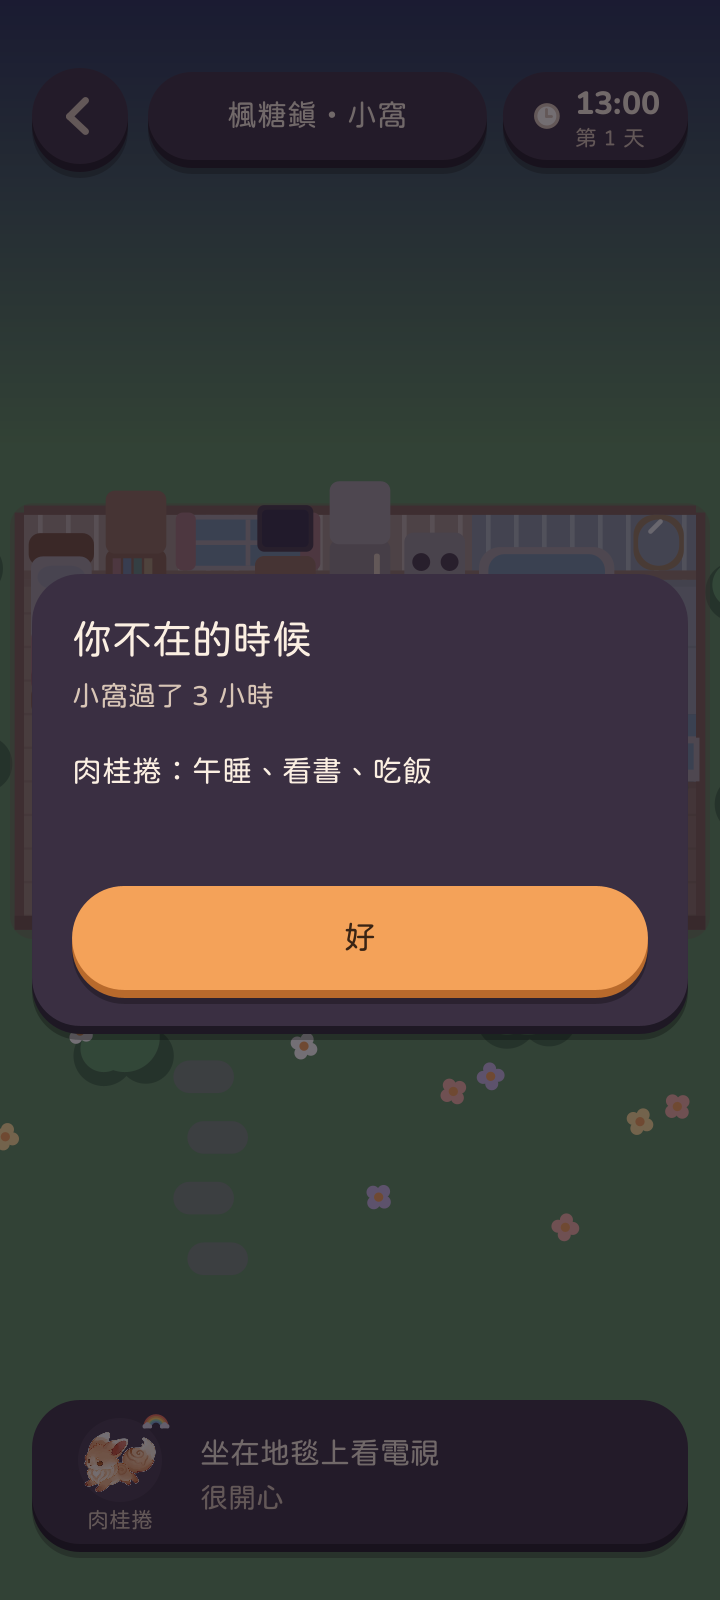 楓糖鎮・小窩
13:00
第 1 天
你不在的時候
小窩過了 3 小時
肉桂捲：午睡、看書、吃飯
好
坐在地毯上看電視
很開心
肉桂捲